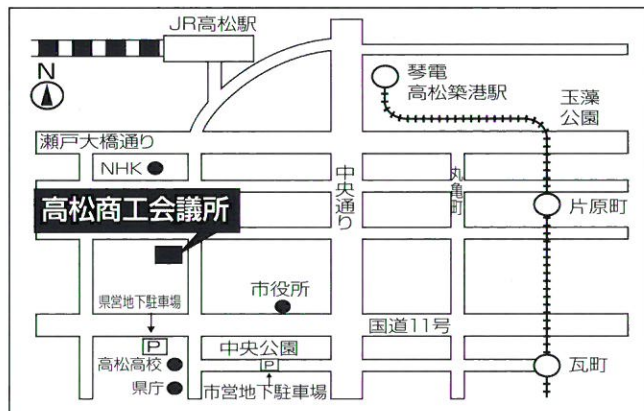 JR高松駅
N
琴電
高松築港駅
玉藻
公園
瀬戸大橋通り
NHK
中央通り
丸亀町
高松商工会議所
片原町
市役所
県営地下駐車場
国道11号
P
中央公園
P
高松高校
瓦町
県庁
市営地下駐車場